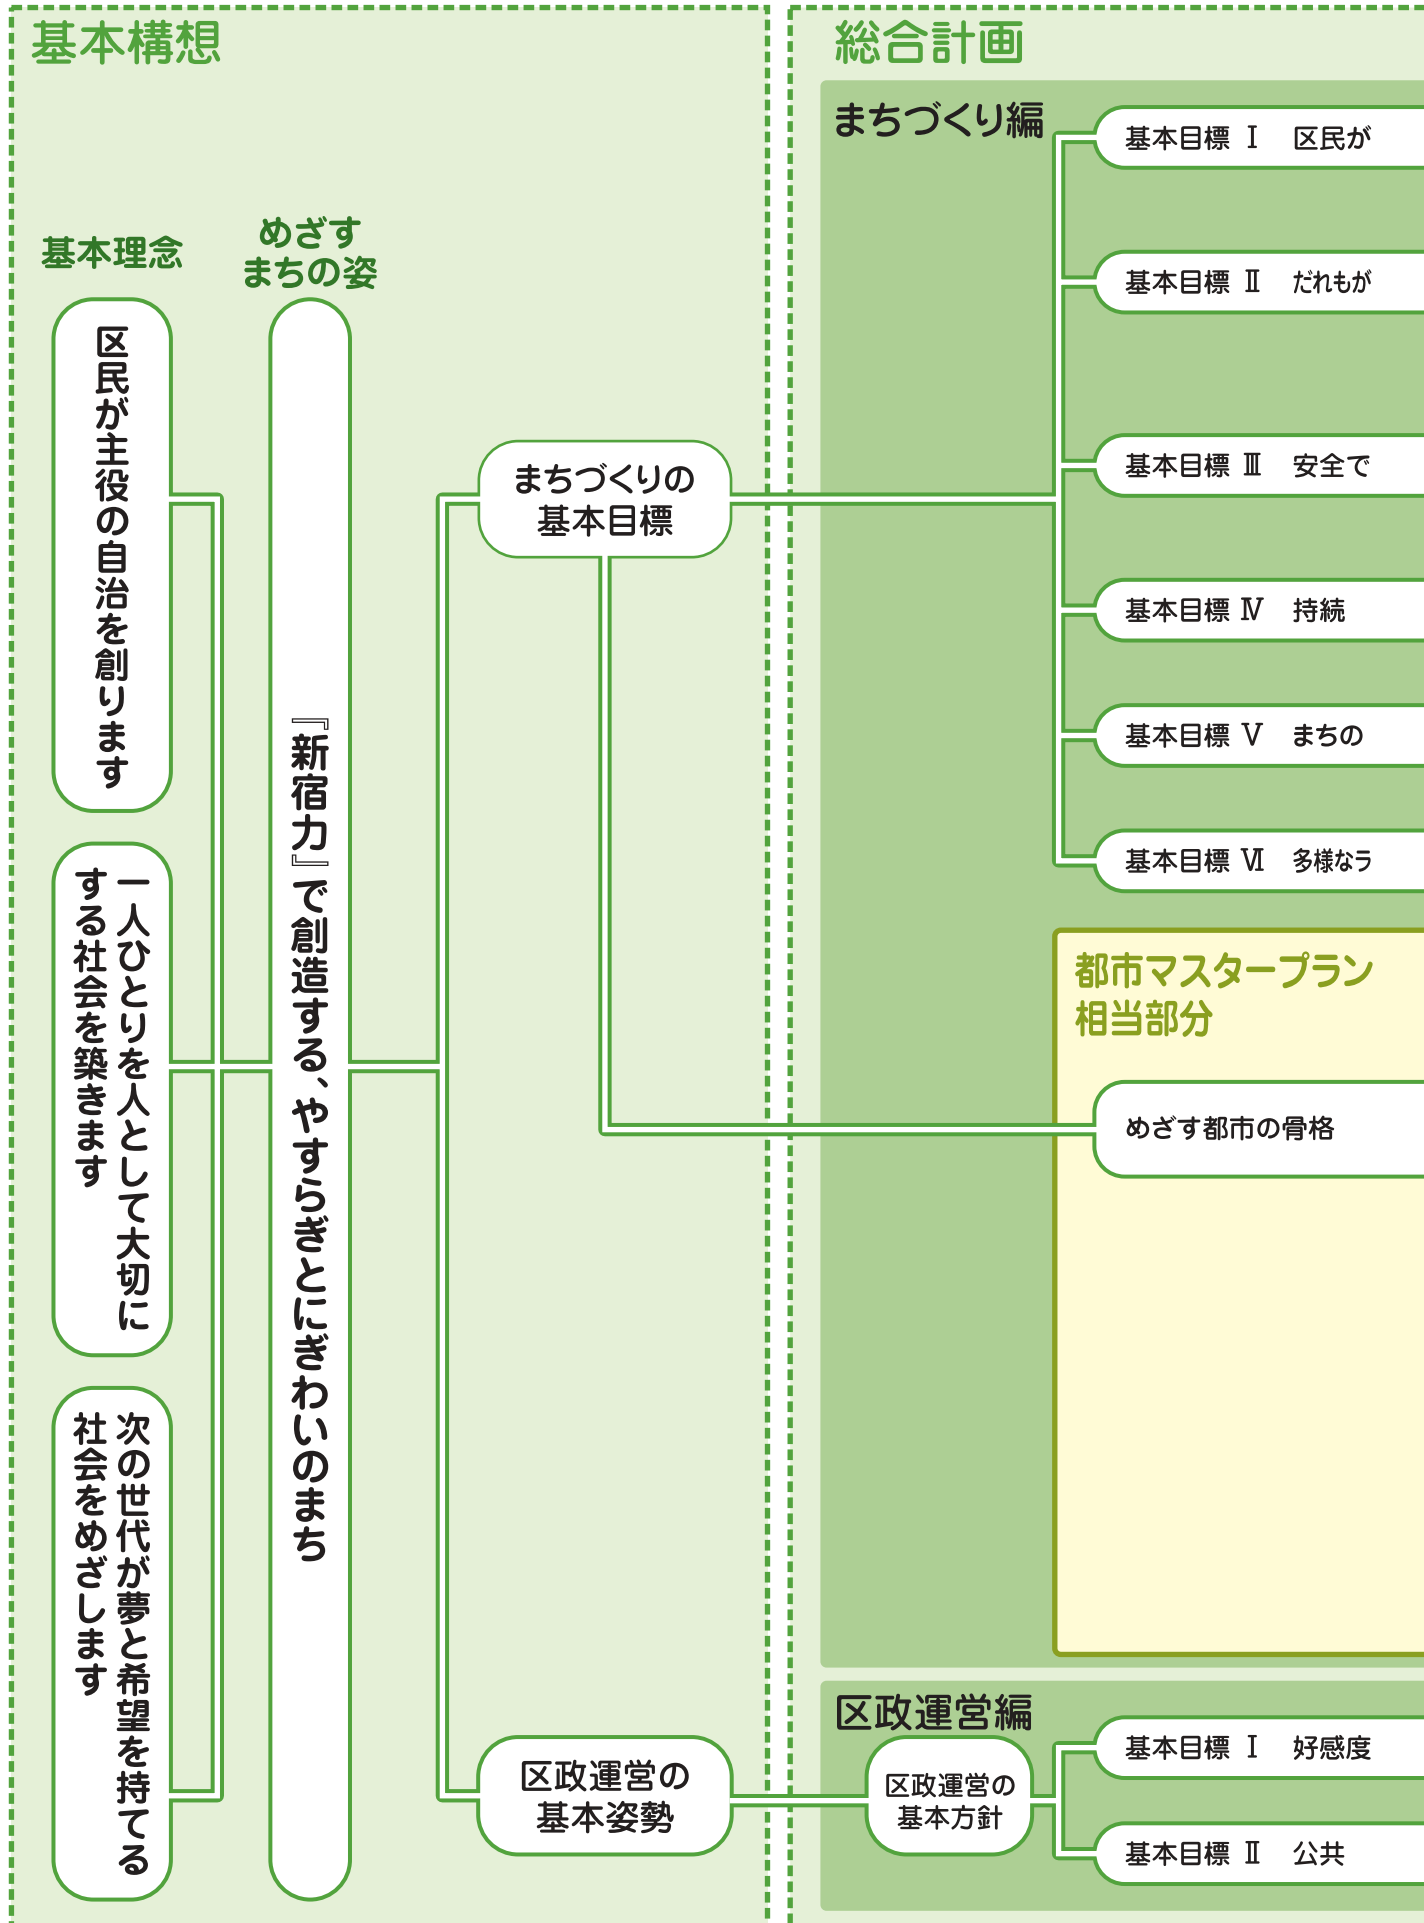 基本構想
基本理念
区民が主役の自治を創ります
一人ひとりを人として大切に
する社会を築きます
次の世代が夢と希望を持てる
社会をめざします
めざす
まちの姿
『新宿力』で創造する、やすらぎとにぎわいのまち
まちづくりの
基本目標
区政運営の
基本姿勢
総合計画
まちづくり編
基本目標 Ⅰ 区民が
基本目標 Ⅱ だれもが
基本目標 Ⅲ 安全で
基本目標 Ⅳ 持続
基本目標 Ⅴ まちの
基本目標 Ⅵ 多様なラ
都市マスタープラン
相当部分
めざす都市の骨格
区政運営編
区政運営の
基本方針
基本目標 Ⅰ 好感度
基本目標 Ⅱ 公共